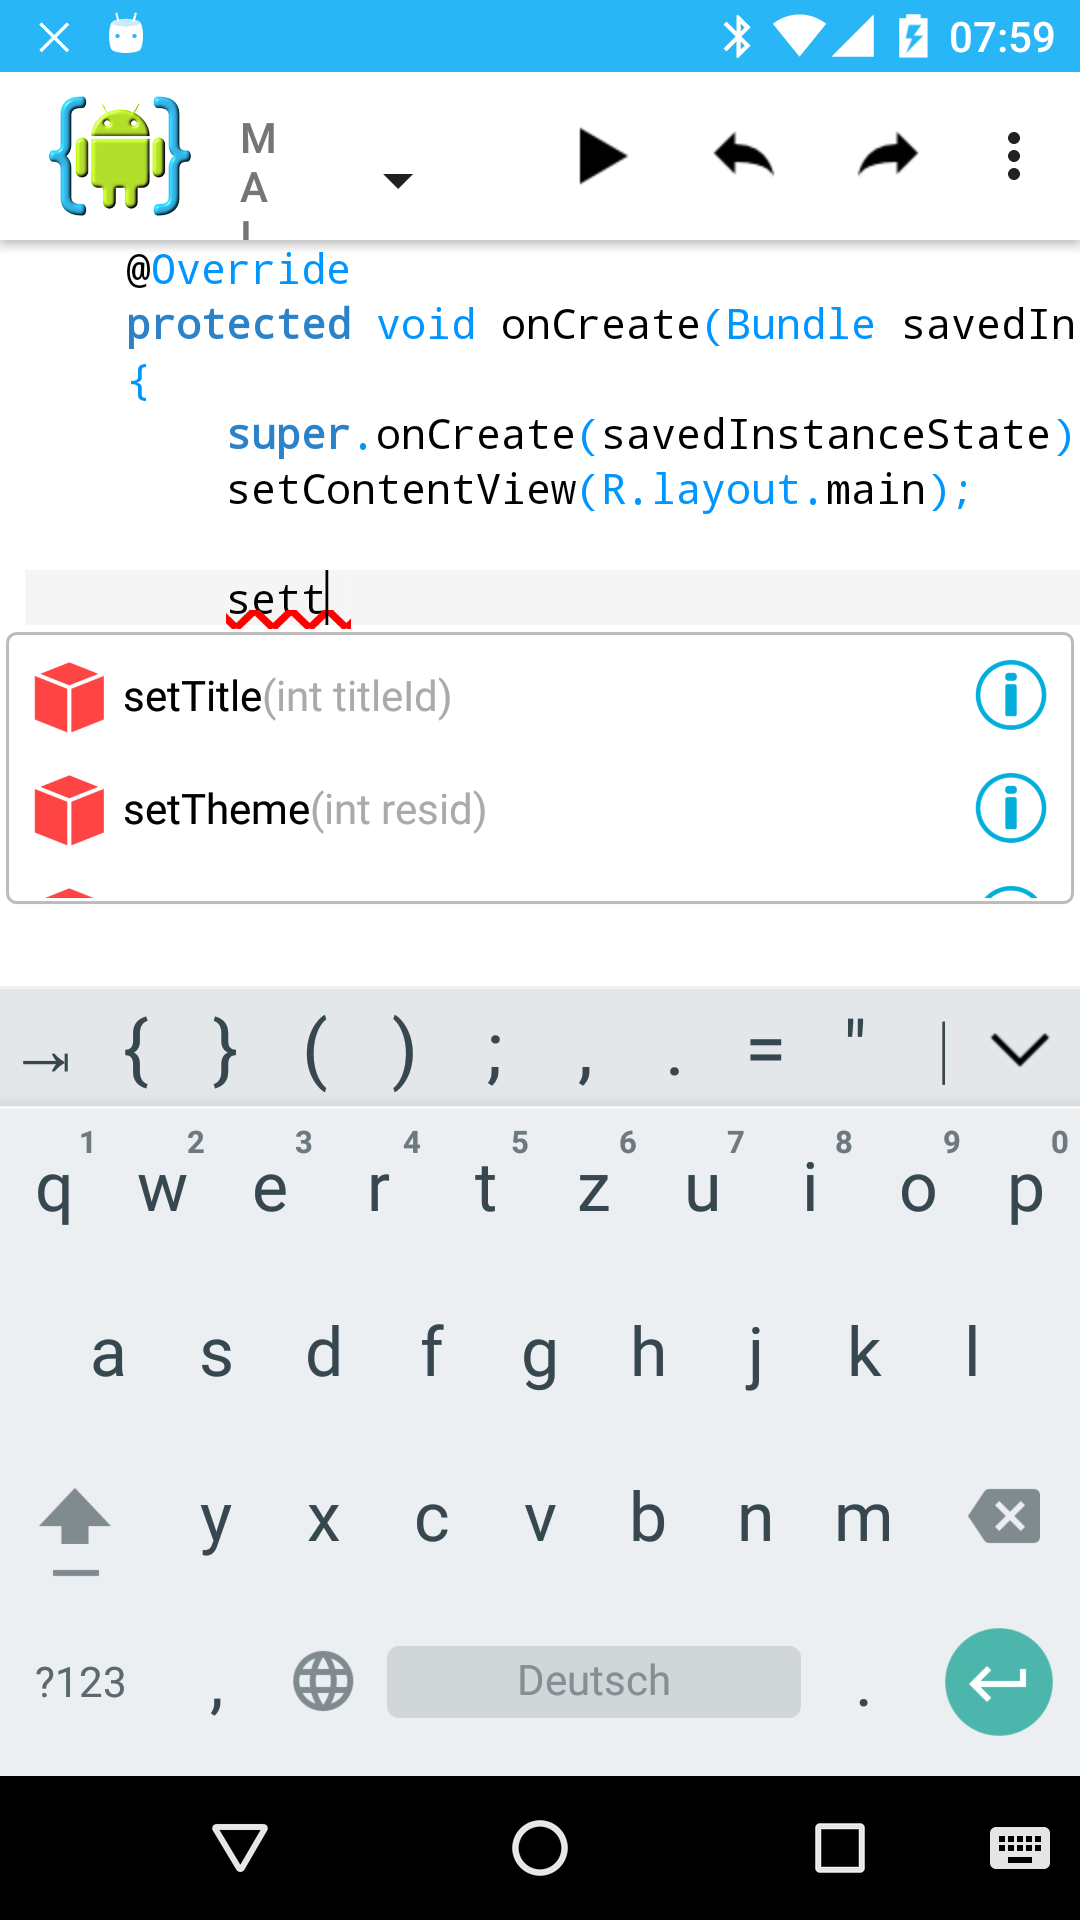 07:59
M
A
@Override
protected void onCreate(Bundle savedIn
{
super.onCreate(savedInstanceState)
setContentView(R.layout.main);
sett
setTitle(int titleId)
setTheme(int resid)
{ } ( ) ; , . = " |
1 2 3 4 5 6 7 8 9 0
q w e r t z u i o p
a s d f g h j k l
y x c v b n m
?123 , Deutsch .